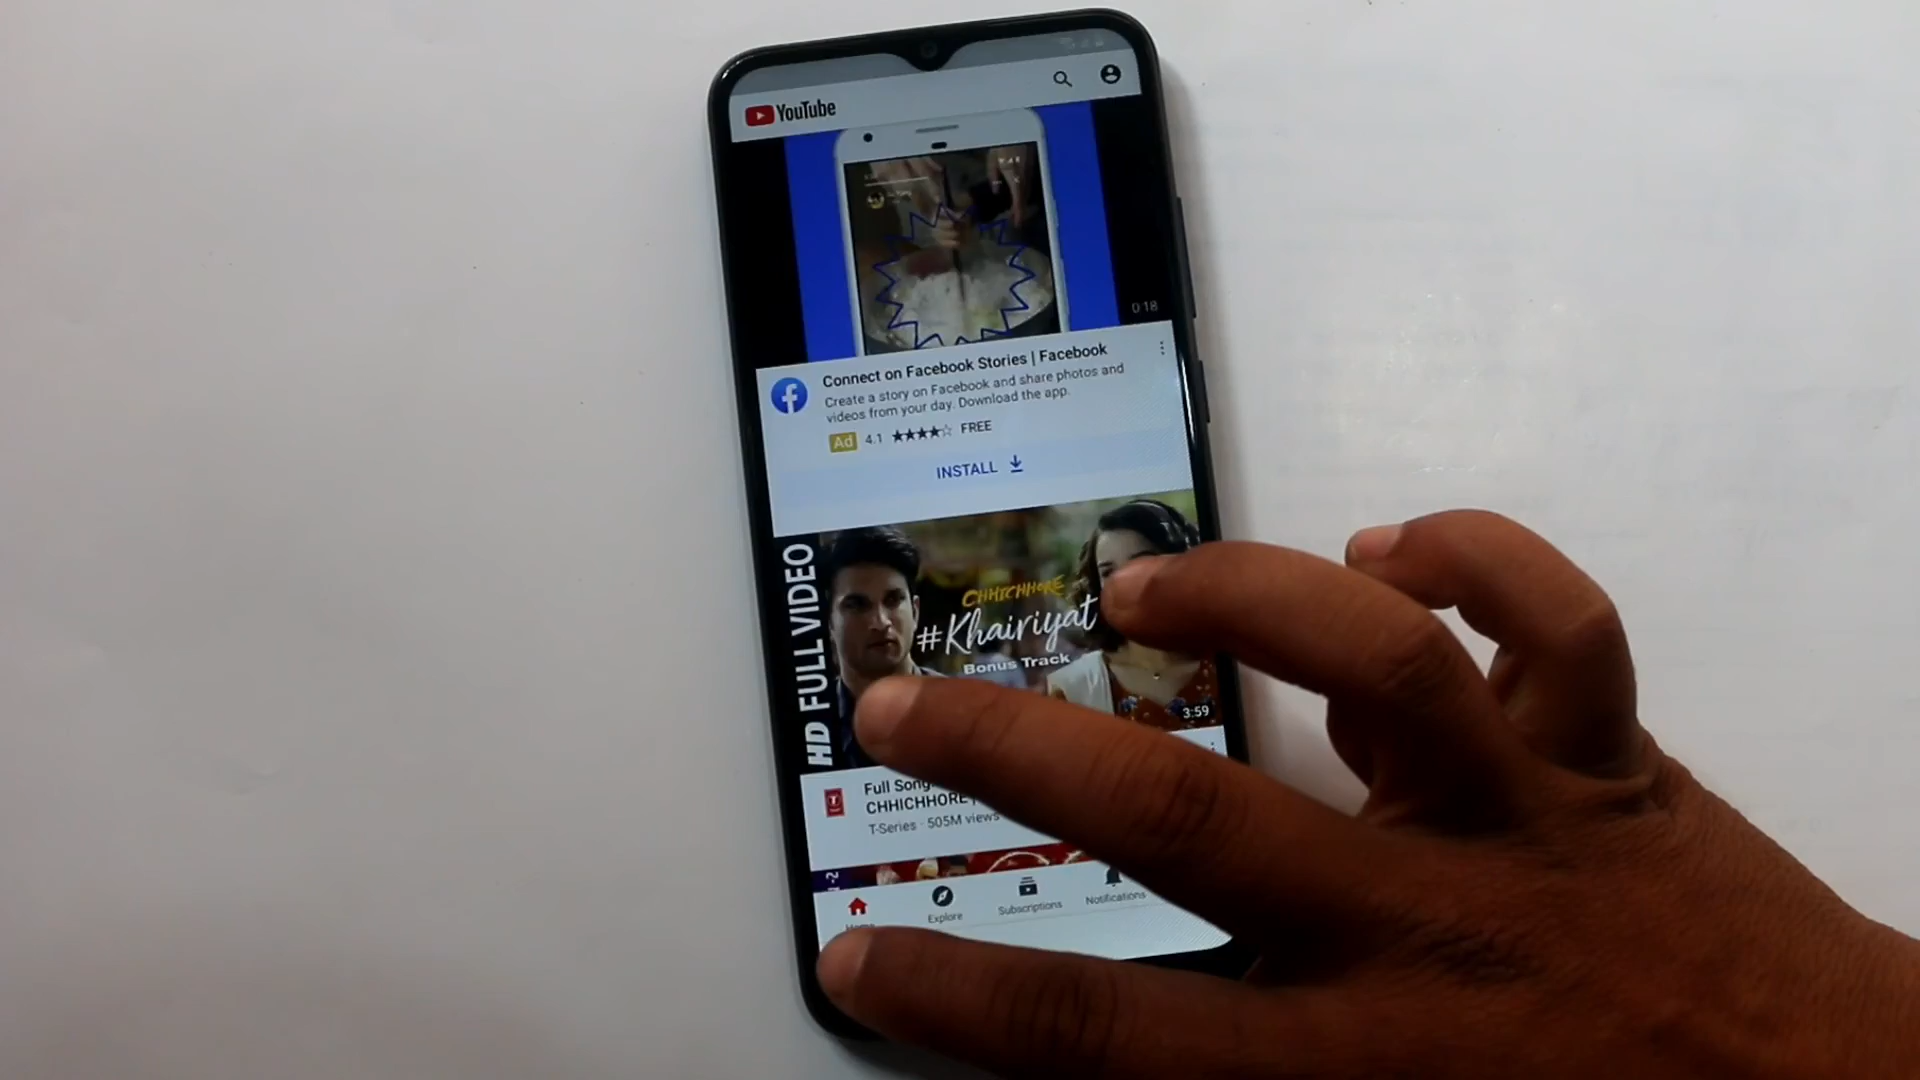 YouTube
0:18
Connect on Facebook Stories | Facebook
Create a story on Facebook and share photos and
videos from your day. Download the app.
Ad 4.1 ★★★★☆ FREE
INSTALL
HD FULL VIDEO
CHHICHHORE
#Khairiyat
Bonus Track
3:59
Full Song
CHHICHHORE
T-Series · 505M views
Explore
Subscriptions
Notifications